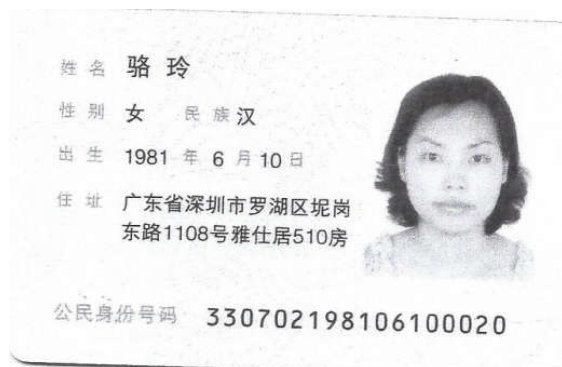 姓名 骆玲
性别 女 民族 汉
出生 1981 年 6 月 10 日
住址 广东省深圳市罗湖区坭岗
东路1108号雅仕居510房
公民身份号码 330702198106100020